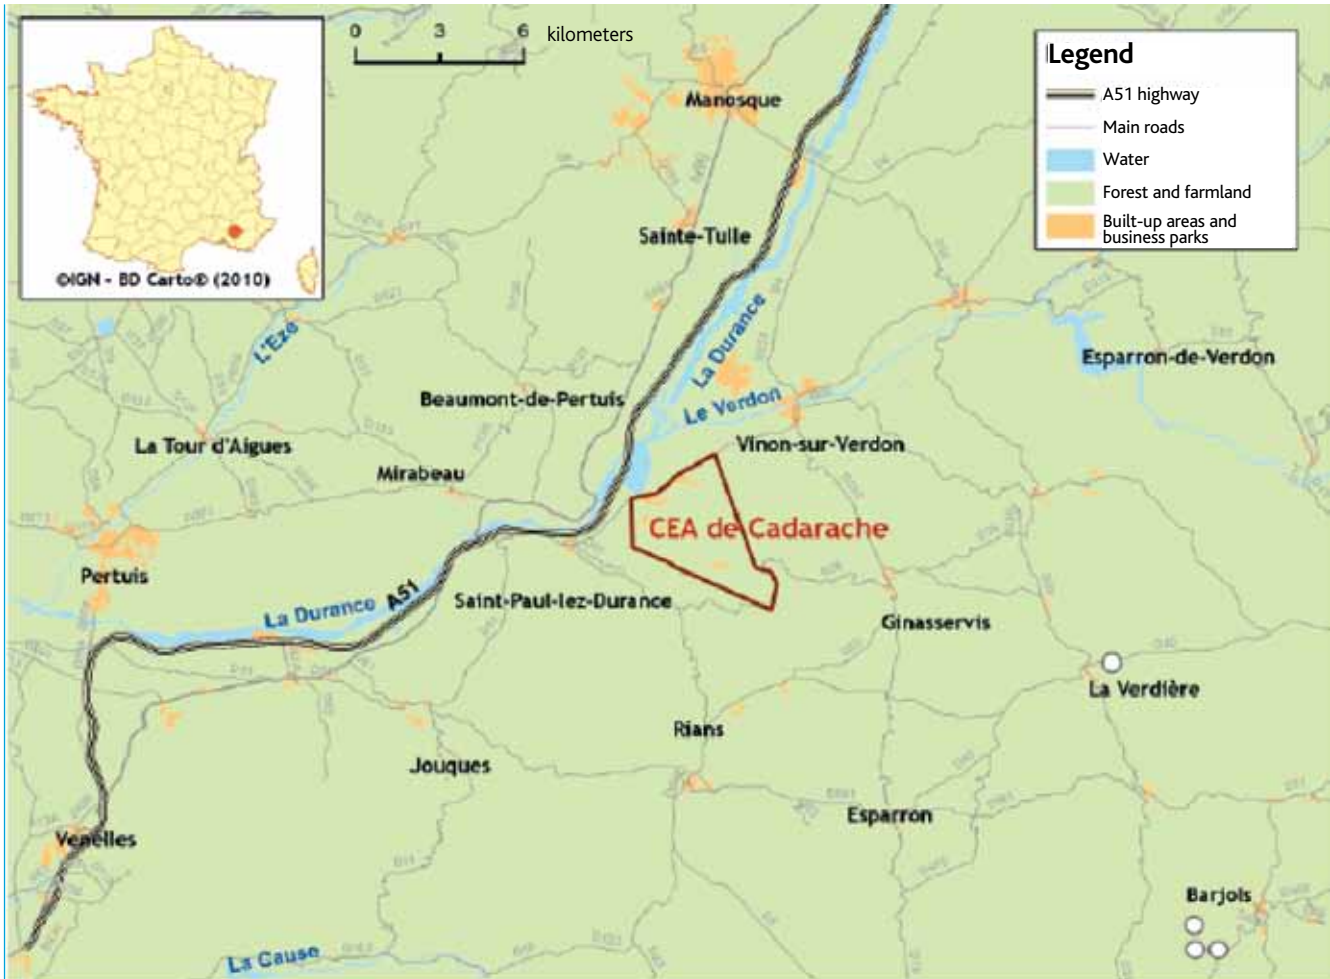 ©IGN - BD Carto® (2010)
0 3 6 kilometers
Legend
A51 highway
Main roads
Water
Forest and farmland
Built-up areas and
business parks
Manosque
Sainte-Tulle
La Durance
L'Eze
Esparron-de-Verdon
Beaumont-de-Pertuis
Le Verdon
La Tour d'Aigues
Vinon-sur-Verdon
Mirabeau
CEA de Cadarache
Pertuis
La Durance
A51
Saint-Paul-lez-Durance
Ginasservis
La Verdière
Rians
Jouques
Esparron
Venelles
Barjols
La Cause